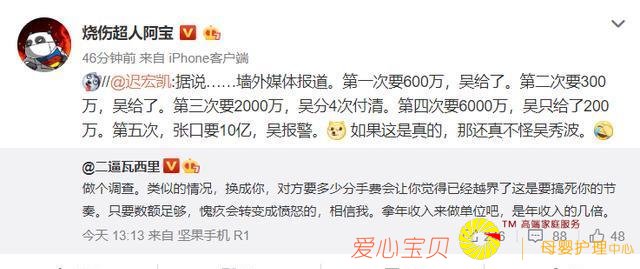 烧伤超人阿宝
46分钟前 来自 iPhone客户端
//@迟宏凯:据说……墙外媒体报道。第一次要600万，吴给了。第二次要300
万，吴给了。第三次要2000万，吴分4次付清。第四次要6000万，吴只给了200
万。第五次，张口要10亿，吴报警。 如果这是真的，那还真不怪吴秀波。
@二逼瓦西里
做个调查。类似的情况，换成你，对方要多少分手费会让你觉得已经越界了这是要搞死你的节
奏。只要数额足够，愧疚会转变成愤怒的，相信我。拿年收入来做单位吧，是年收入的几倍。
今天 13:13 来自 坚果手机 R1
88
48
爱心宝贝
TM 高端家庭服务
母婴护理中心